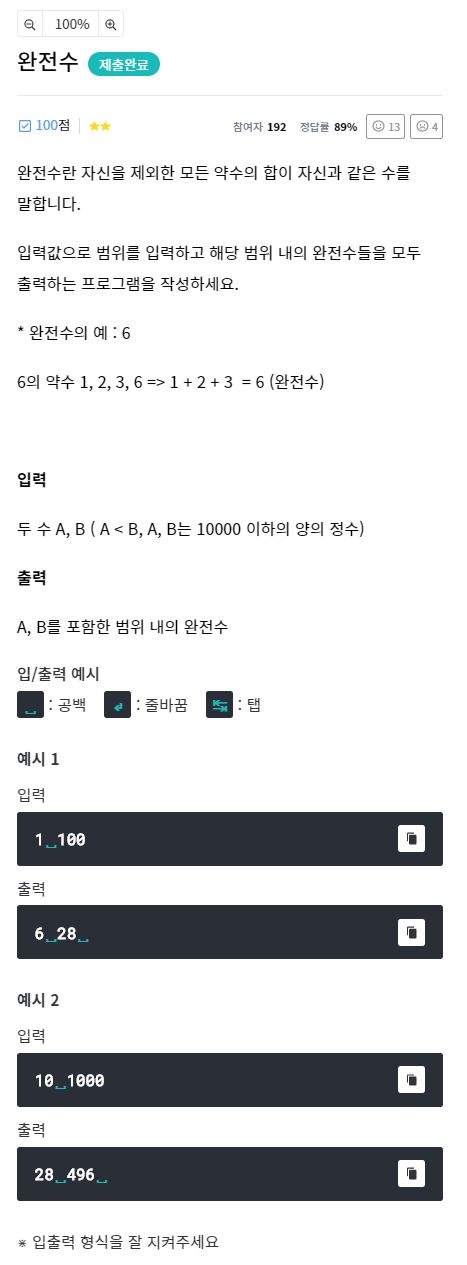 100%
완전수 제출완료
100점 참여자 192 정답률 89% 13 4
완전수란 자신을 제외한 모든 약수의 합이 자신과 같은 수를
말합니다.
입력값으로 범위를 입력하고 해당 범위 내의 완전수들을 모두
출력하는 프로그램을 작성하세요.
* 완전수의 예 : 6
6의 약수 1, 2, 3, 6 => 1 + 2 + 3  = 6 (완전수)
입력
두 수 A, B ( A < B, A, B는 10000 이하의 양의 정수)
출력
A, B를 포함한 범위 내의 완전수
입/출력 예시
␣ : 공백 ↲ : 줄바꿈 ↹ : 탭
예시 1
입력
1␣100
출력
6␣28␣
예시 2
입력
10␣1000
출력
28␣496␣
※ 입출력 형식을 잘 지켜주세요